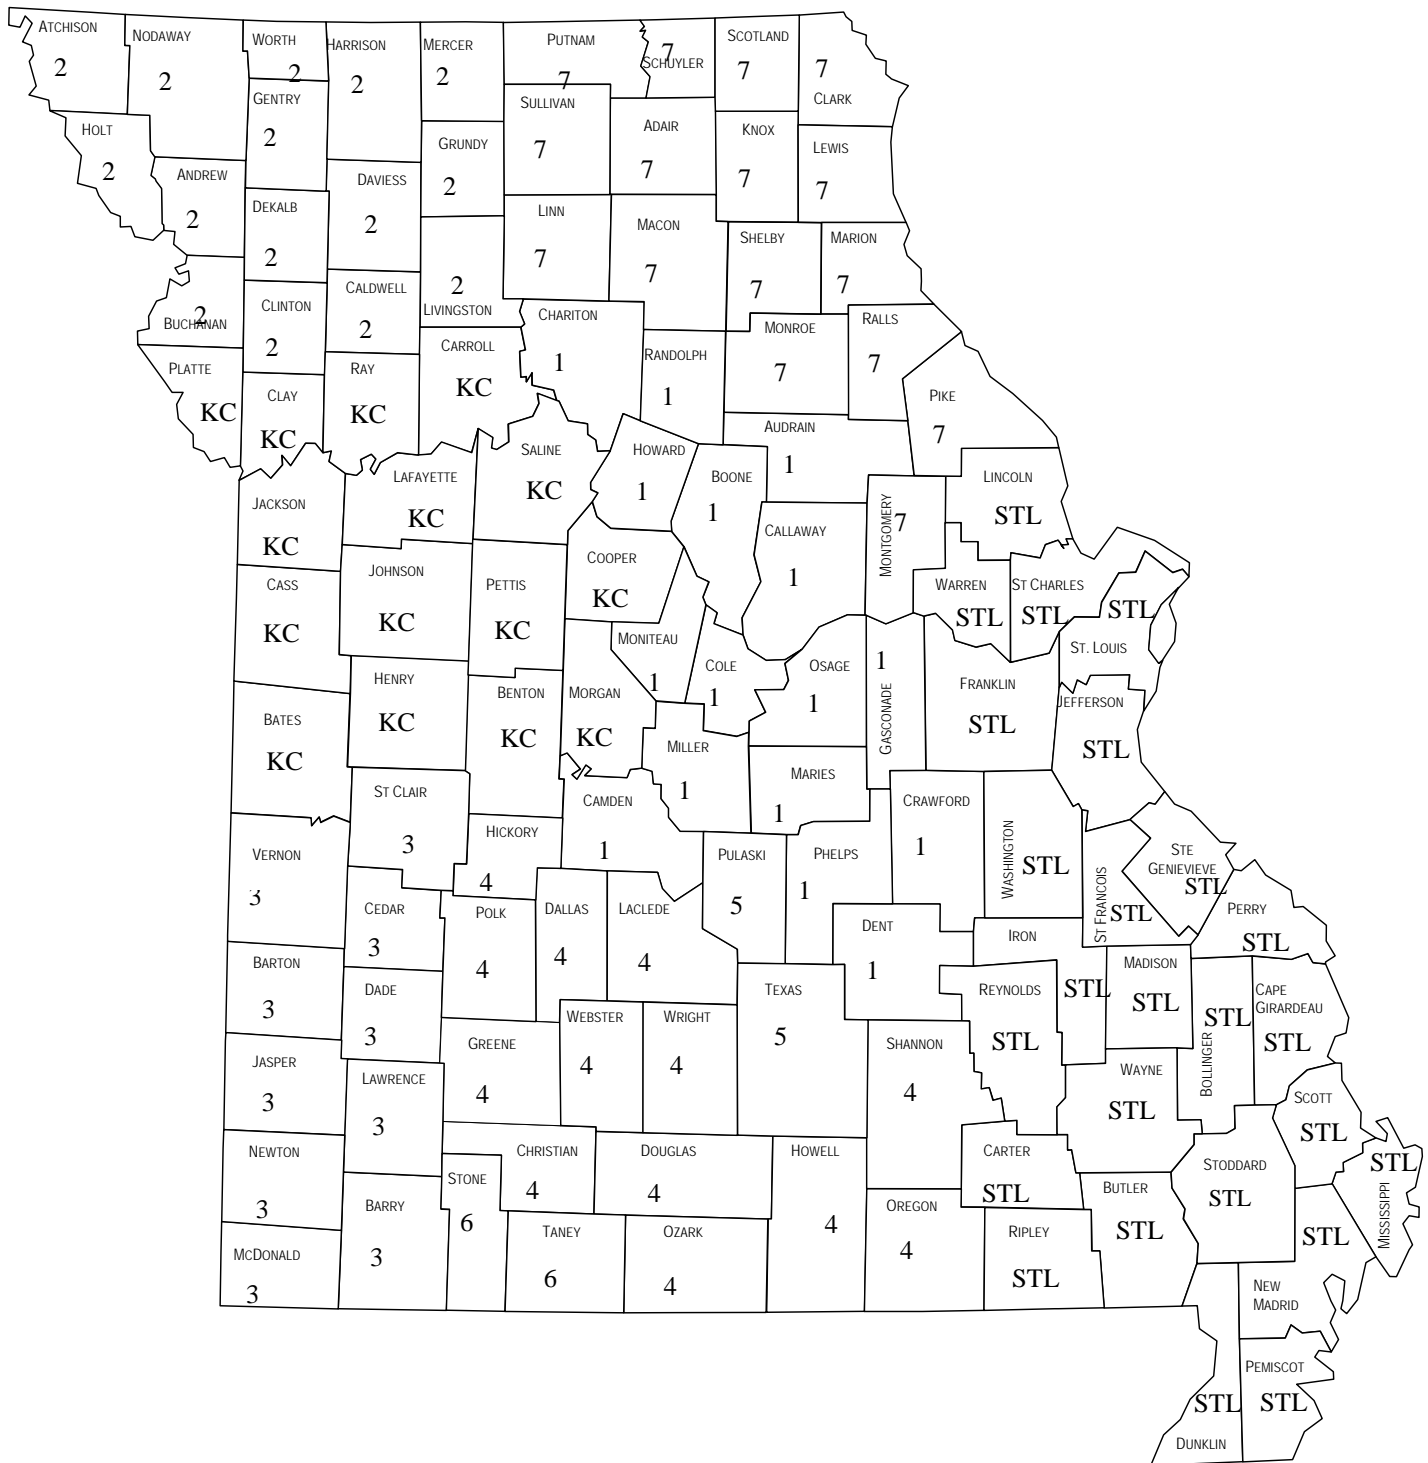 ATCHISON
2
NODAWAY
2
WORTH
2
HARRISON
2
MERCER
2
PUTNAM
7
SCHUYLER
7
SCOTLAND
7
CLARK
7
HOLT
2
ANDREW
2
GENTRY
2
DEKALB
2
DAVIESS
2
GRUNDY
2
SULLIVAN
7
ADAIR
7
KNOX
7
LEWIS
7
LINN
7
MACON
7
SHELBY
7
MARION
7
BUCHANAN
2
CLINTON
2
CALDWELL
2
LIVINGSTON
2
CHARITON
1
RANDOLPH
1
MONROE
7
RALLS
7
PIKE
7
PLATTE
KC
CLAY
KC
RAY
KC
CARROLL
KC
SALINE
KC
HOWARD
1
BOONE
1
AUDRAIN
1
CALLAWAY
1
MONTGOMERY
7
LINCOLN
STL
JACKSON
KC
LAFAYETTE
KC
CASS
KC
JOHNSON
KC
PETTIS
KC
COOPER
KC
MONITEAU
1
COLE
1
OSAGE
1
GASCONADE
1
WARREN
STL
ST CHARLES
STL
ST. LOUIS
STL
FRANKLIN
STL
JEFFERSON
STL
BATES
KC
HENRY
KC
BENTON
KC
MORGAN
KC
MILLER
1
MARIES
1
CAMDEN
1
ST CLAIR
3
HICKORY
4
PULASKI
5
PHELPS
1
CRAWFORD
1
WASHINGTON
STL
ST FRANCOIS
STL
STE
GENIEVIEVE
STL
PERRY
STL
VERNON
3
CEDAR
3
POLK
4
DALLAS
4
LACLEDE
4
DENT
1
IRON
STL
MADISON
STL
BARTON
3
DADE
3
GREENE
4
WEBSTER
4
WRIGHT
4
TEXAS
5
SHANNON
4
REYNOLDS
STL
WAYNE
STL
BOLLINGER
STL
CAPE
GIRARDEAU
STL
JASPER
3
LAWRENCE
3
NEWTON
3
BARRY
3
STONE
6
CHRISTIAN
4
DOUGLAS
4
HOWELL
4
OREGON
4
CARTER
STL
RIPLEY
STL
BUTLER
STL
STODDARD
STL
SCOTT
STL
MISSISSIPPI
STL
MCDONALD
3
TANEY
6
OZARK
4
STL
NEW
MADRID
PEMISCOT
STL
STL
DUNKLIN